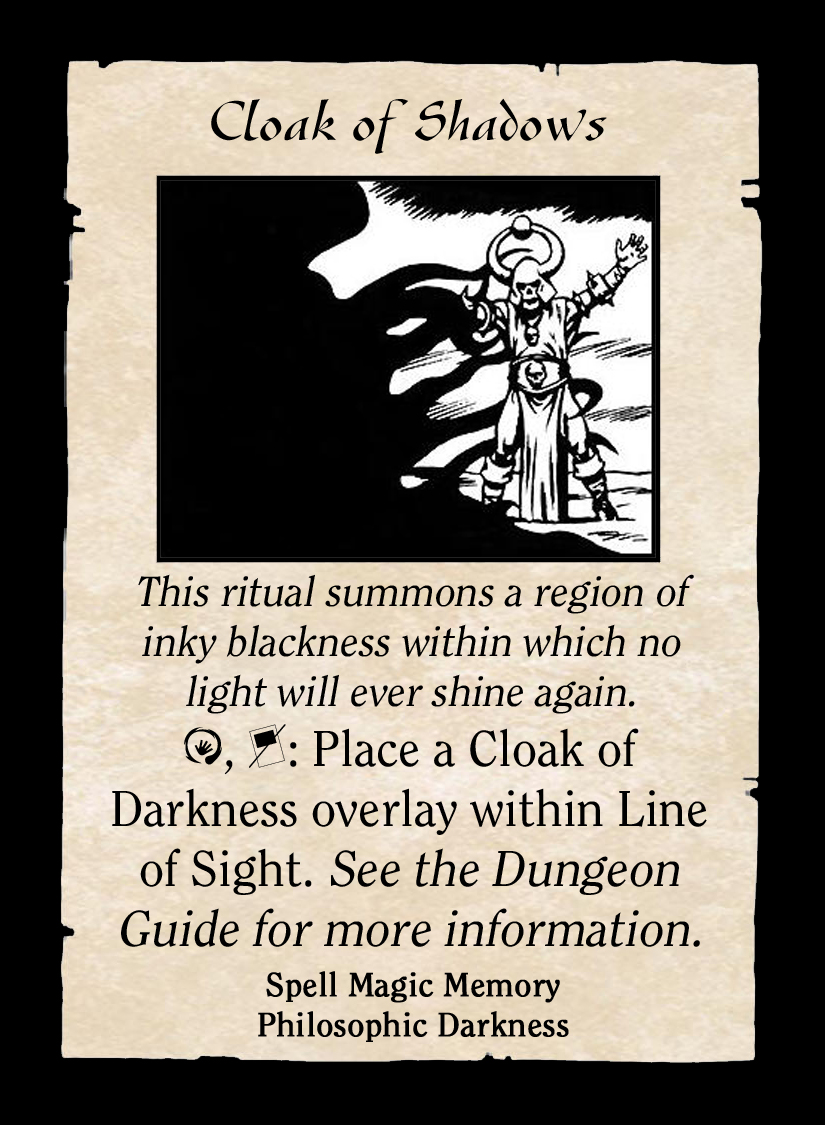 Cloak of Shadows
This ritual summons a region of
inky blackness within which no
light will ever shine again.
, : Place a Cloak of
Darkness overlay within Line
of Sight. See the Dungeon
Guide for more information.
Spell Magic Memory
Philosophic Darkness